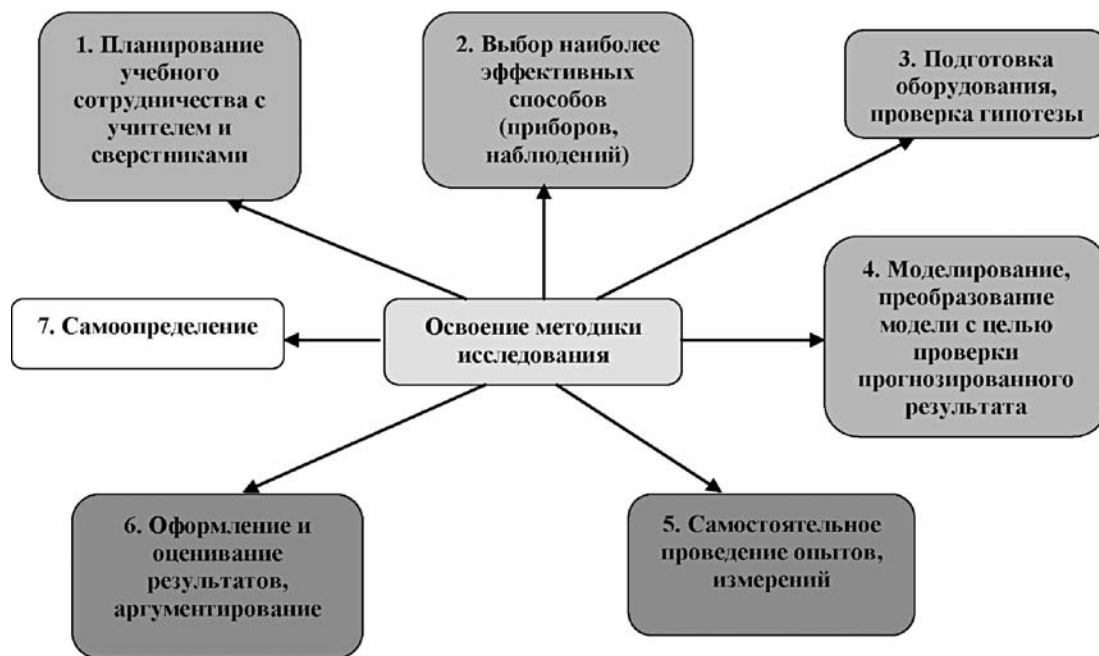 1. Планирование
учебного
сотрудничества с
учителем и
сверстниками
2. Выбор наиболее
эффективных
способов
(приборов,
наблюдений)
3. Подготовка
оборудования,
проверка гипотезы
4. Моделирование,
преобразование
модели с целью
проверки
прогнозированного
результата
7. Самоопределение
Освоение методики
исследования
6. Оформление и
оценивание
результатов,
аргументирование
5. Самостоятельное
проведение опытов,
измерений